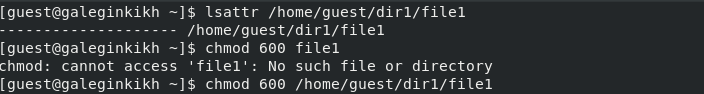 [guest@galeginkikh ~]$ lsattr /home/guest/dir1/file1
-------------------- /home/guest/dir1/file1
[guest@galeginkikh ~]$ chmod 600 file1
chmod: cannot access 'file1': No such file or directory
[guest@galeginkikh ~]$ chmod 600 /home/guest/dir1/file1